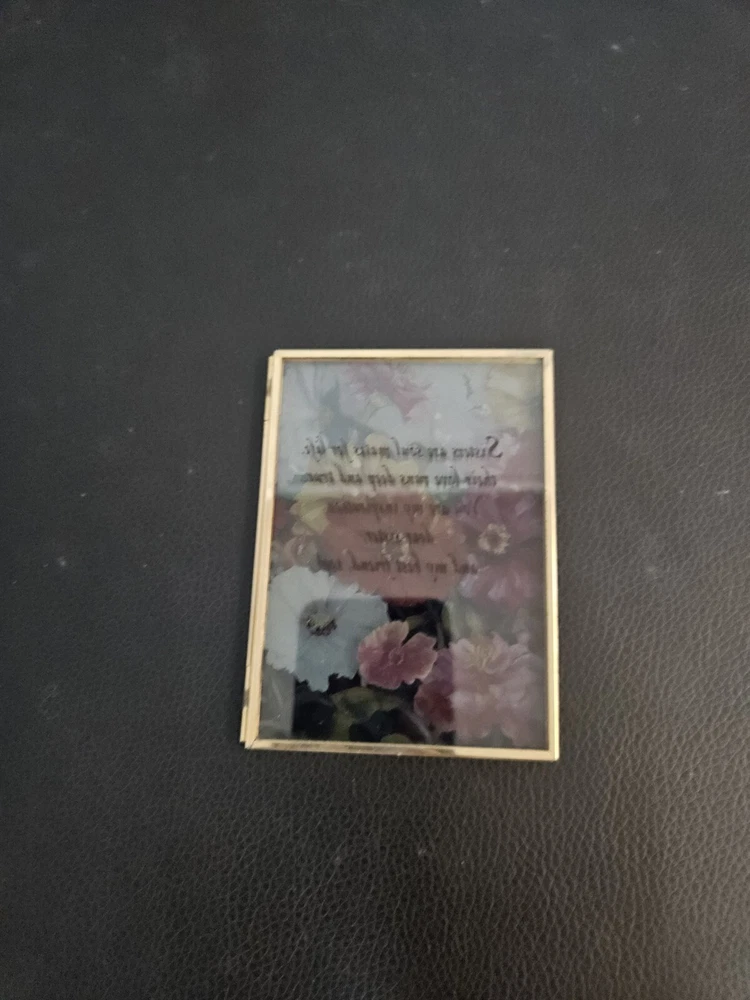 Sisters are Soul mates for life.
their love runs deep and true
You are my inspiration
dear sister
and my best friend, too!